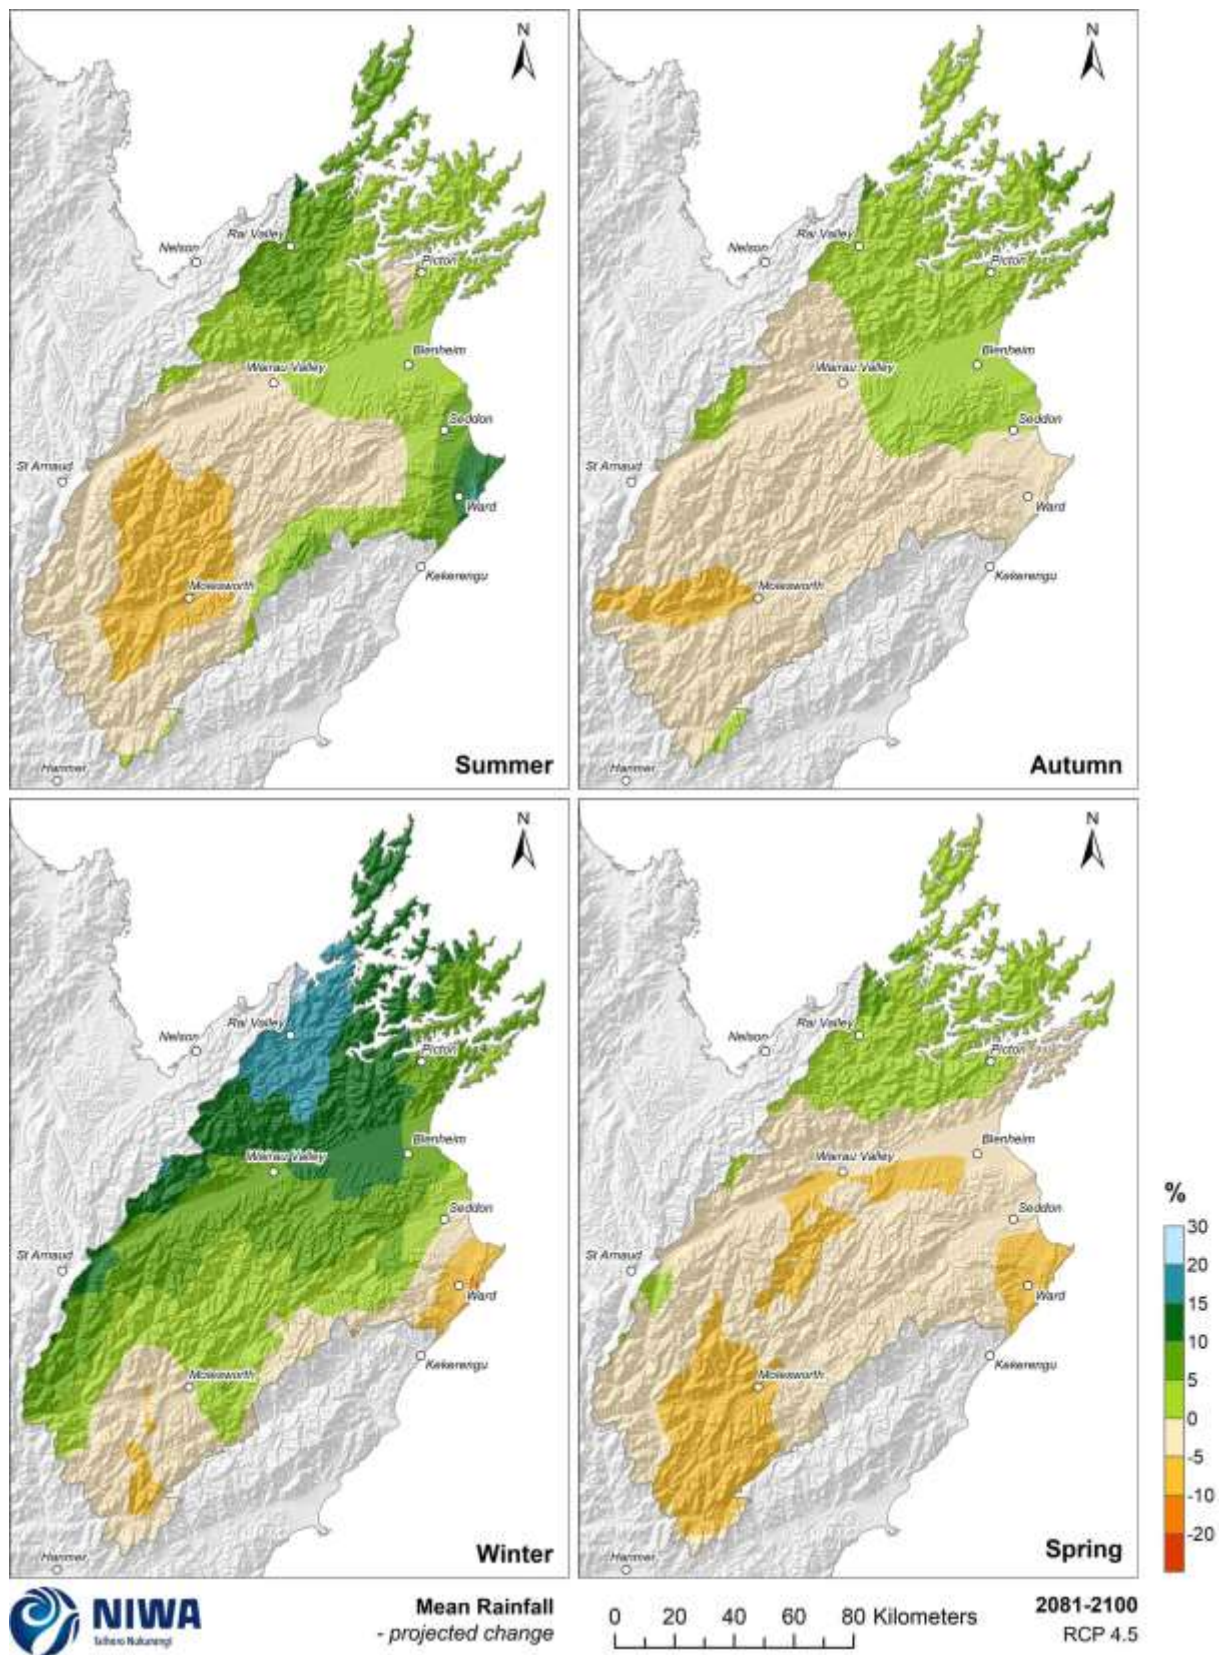 N
Nelson
Rai Valley
Picton
Wairau Valley
Blenheim
Seddon
St Arnaud
Ward
Kekerengu
Molesworth
Hanmer
Summer
N
Nelson
Rai Valley
Picton
Wairau Valley
Blenheim
Seddon
St Arnaud
Ward
Kekerengu
Molesworth
Hanmer
Autumn
N
Nelson
Rai Valley
Picton
Wairau Valley
Blenheim
Seddon
St Arnaud
Ward
Kekerengu
Molesworth
Hanmer
Winter
N
Nelson
Rai Valley
Picton
Wairau Valley
Blenheim
Seddon
St Arnaud
Ward
Kekerengu
Molesworth
Hanmer
Spring
%
30
20
15
10
5
0
-5
-10
-20
NIWA
Taihoro Nukurangi
Mean Rainfall
- projected change
0 20 40 60 80 Kilometers
2081-2100
RCP 4.5